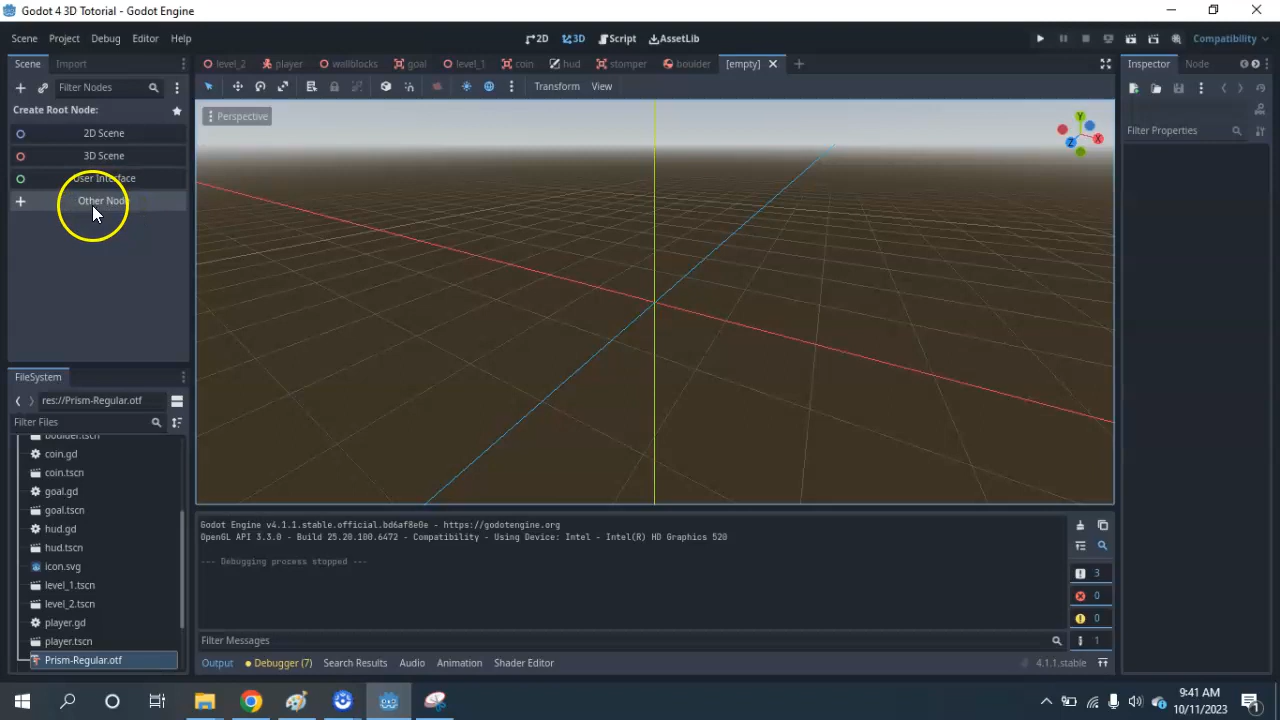 Godot 4 3D Tutorial - Godot Engine
Scene Project Debug Editor Help
2D 3D Script AssetLib
Compatibility
Scene Import
level_2 player wallblocks goal level_1 coin hud stomper boulder [empty]
Inspector Node
Filter Nodes
Transform View
Create Root Node:
Perspective
Y
X
Z
Filter Properties
2D Scene
3D Scene
User Interface
Other Node
FileSystem
res://Prism-Regular.otf
Filter Files
boulder.tscn
coin.gd
coin.tscn
goal.gd
goal.tscn
hud.gd
hud.tscn
icon.svg
level_1.tscn
level_2.tscn
player.gd
player.tscn
Prism-Regular.otf
Godot Engine v4.1.1.stable.official.bd6af8e0e - https://godotengine.org
OpenGL API 3.3.0 - Build 25.20.100.6472 - Compatibility - Using Device: Intel - Intel(R) HD Graphics 520
--- Debugging process stopped ---
3
0
0
1
Filter Messages
Output Debugger (7) Search Results Audio Animation Shader Editor
4.1.1.stable
9:41 AM
10/11/2023
1